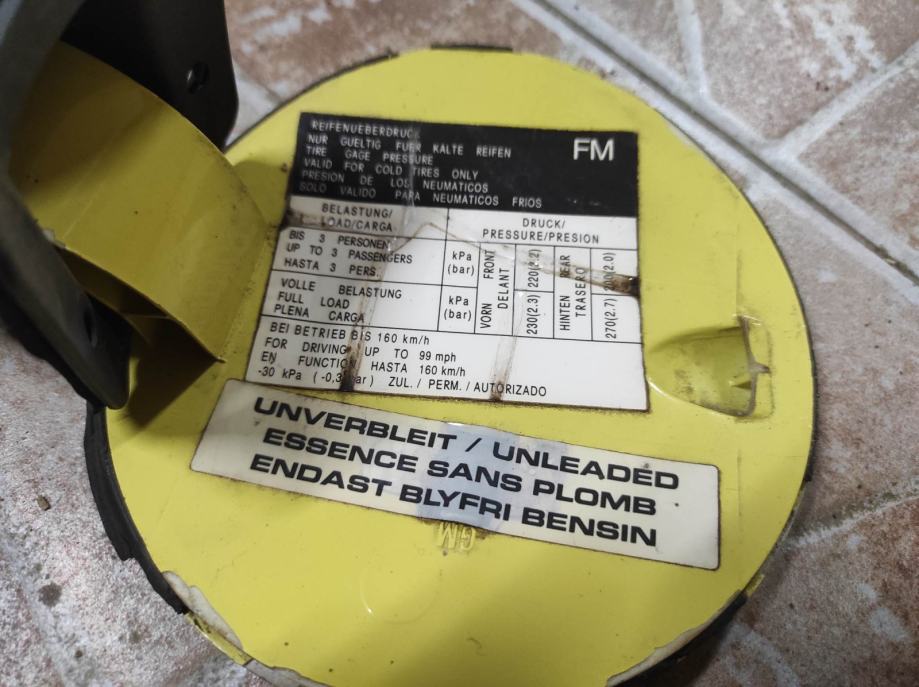 REIFENUEBERDRUCK
NUR GUELTIG FUER KALTE REIFEN
TIRE GAGE PRESSURE
VALID FOR COLD TIRES ONLY
PRESION DE LOS NEUMATICOS
SOLO VALIDO PARA NEUMATICOS FRIOS
FM
BELASTUNG/
LOAD/CARGA
DRUCK/
PRESSURE/PRESION
BIS 3 PERSONEN
UP TO 3 PASSENGERS
HASTA 3 PERS.
kPa
(bar)
VORN FRONT
DELANT
220(2.2)
HINTEN REAR
TRASERO
200(2.0)
VOLLE BELASTUNG
FULL LOAD
PLENA CARGA
kPa
(bar)
230(2.3)
270(2.7)
BEI BETRIEB BIS 160 km/h
FOR DRIVING UP TO 99 mph
EN FUNCTION HASTA 160 km/h
-30 kPa (-0,3 bar) ZUL. / PERM. / AUTORIZADO
UNVERBLEIT / UNLEADED
ESSENCE SANS PLOMB
ENDAST BLYFRI BENSIN
GM